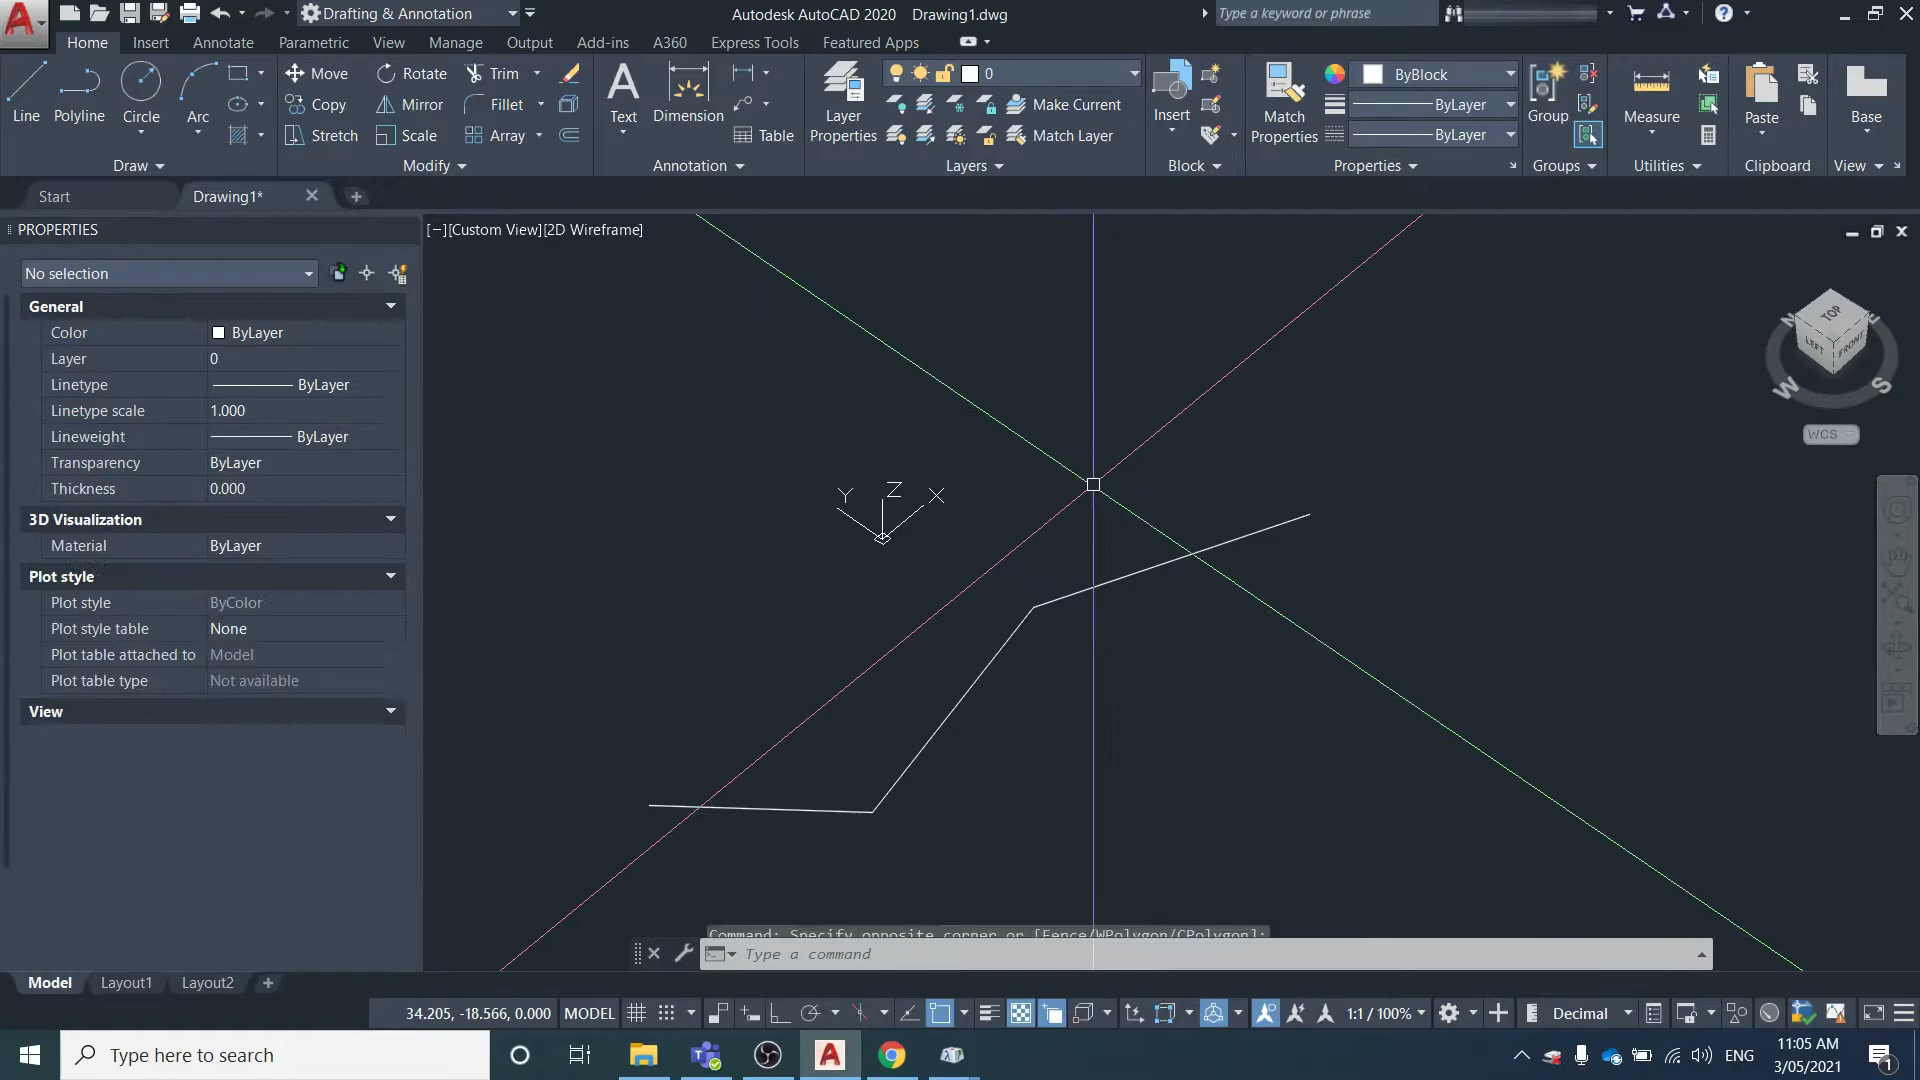 Drafting & Annotation
Autodesk AutoCAD 2020 Drawing1.dwg
Type a keyword or phrase
Home Insert Annotate Parametric View Manage Output Add-ins A360 Express Tools Featured Apps
Line Polyline Circle Arc
Move Rotate Trim
Copy Mirror Fillet
Stretch Scale Array
Text Dimension Table
Layer Properties
0
Make Current
Match Layer
Insert
Match Properties
ByBlock
ByLayer
ByLayer
Group Measure Paste Base
Draw Modify Annotation Layers Block Properties Groups Utilities Clipboard View
Start Drawing1*
PROPERTIES
[−][Custom View][2D Wireframe]
No selection
General
Color ByLayer
Layer 0
Linetype ByLayer
Linetype scale 1.000
Lineweight ByLayer
Transparency ByLayer
Thickness 0.000
3D Visualization
Material ByLayer
Plot style
Plot style ByColor
Plot style table None
Plot table attached to Model
Plot table type Not available
View
Y Z X
TOP
LEFT FRONT
N E
W S
WCS
Command: Specify opposite corner or [Fence/WPolygon/CPolygon]:
Type a command
Model Layout1 Layout2
34.205, -18.566, 0.000 MODEL 1:1 / 100% Decimal
Type here to search
ENG
11:05 AM
3/05/2021
1